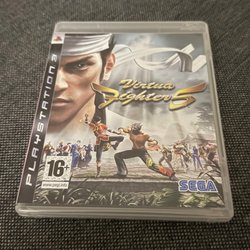 PLAYSTATION 3
Virtua
Fighter 5
16+
www.pegi.info
SEGA